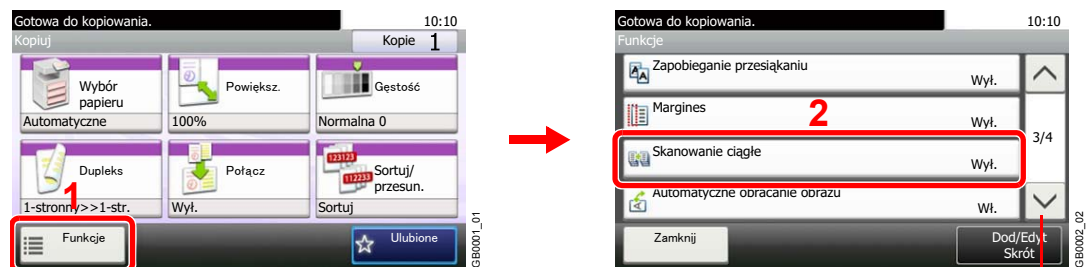 Gotowa do kopiowania.
10:10
Kopiuj
Kopie 1
Wybór
papieru
Automatyczne
Powiększ.
100%
Gęstość
Normalna 0
Dupleks
1-stronny>>1-str.
Połącz
Wył.
123123
112233
Sortuj/
przesun.
Sortuj
1
Funkcje
Ulubione
GB0001_01
Gotowa do kopiowania.
10:10
Funkcje
Zapobieganie przesiąkaniu
Wył.
Margines
Wył.
2
Skanowanie ciągłe
Wył.
3/4
Automatyczne obracanie obrazu
Wł.
Zamknij
Dod/Edyt
Skrót
GB0002_02